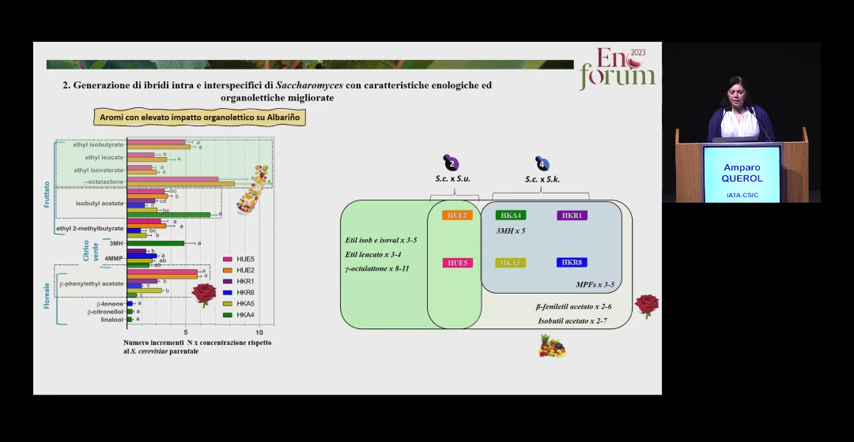 2. Generazione di ibridi intra e interspecifici di Saccharomyces con caratteristiche enologiche ed
organolettiche migliorate
En 2023
forum
Aromi con elevato impatto organolettico su Albariño
Fruttato
ethyl isobutyrate
ethyl leucate
ethyl isovalerate
γ-octalactone
isobutyl acetate
ethyl 2-methylbutyrate
Citrico
verde
3MH
4MMP
Floreale
β-phenylethyl acetate
β-Ionone
β-citronellol
linalool
HUE5
HUE2
HKR1
HKR8
HKA5
HKA4
5
10
Numero incrementi N x concentrazione rispetto
al S. cerevisiae parentale
2
S.c. x S.u.
4
S.c. x S.k.
HUE2
HKA4
HKR1
3MH x 5
Etil isob e isoval x 3-5
Etil leucato x 3-4
γ-octalattone x 8-11
HUE5
HKA5
HKR8
MPFs x 3-5
β-feniletil acetato x 2-6
Isobutil acetato x 2-7
Amparo
QUEROL
IATA-CSIC